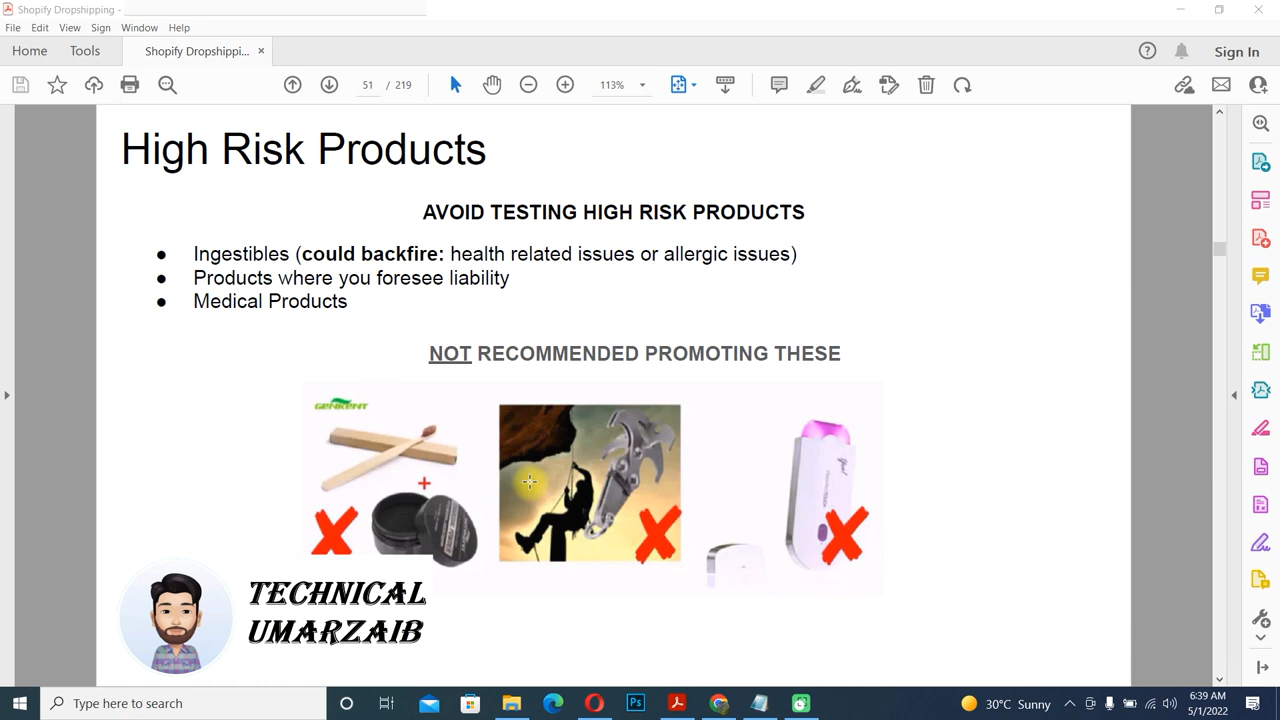 Shopify Dropshipping -
File Edit View Sign Window Help
Home Tools Shopify Dropshippi... × Sign In
51 / 219 113%
High Risk Products
AVOID TESTING HIGH RISK PRODUCTS
● Ingestibles (could backfire: health related issues or allergic issues)
● Products where you foresee liability
● Medical Products
NOT RECOMMENDED PROMOTING THESE
GENKENT
+
TECHNICAL
UMARZAIB
Type here to search
Ps
30°C Sunny
6:39 AM
5/1/2022